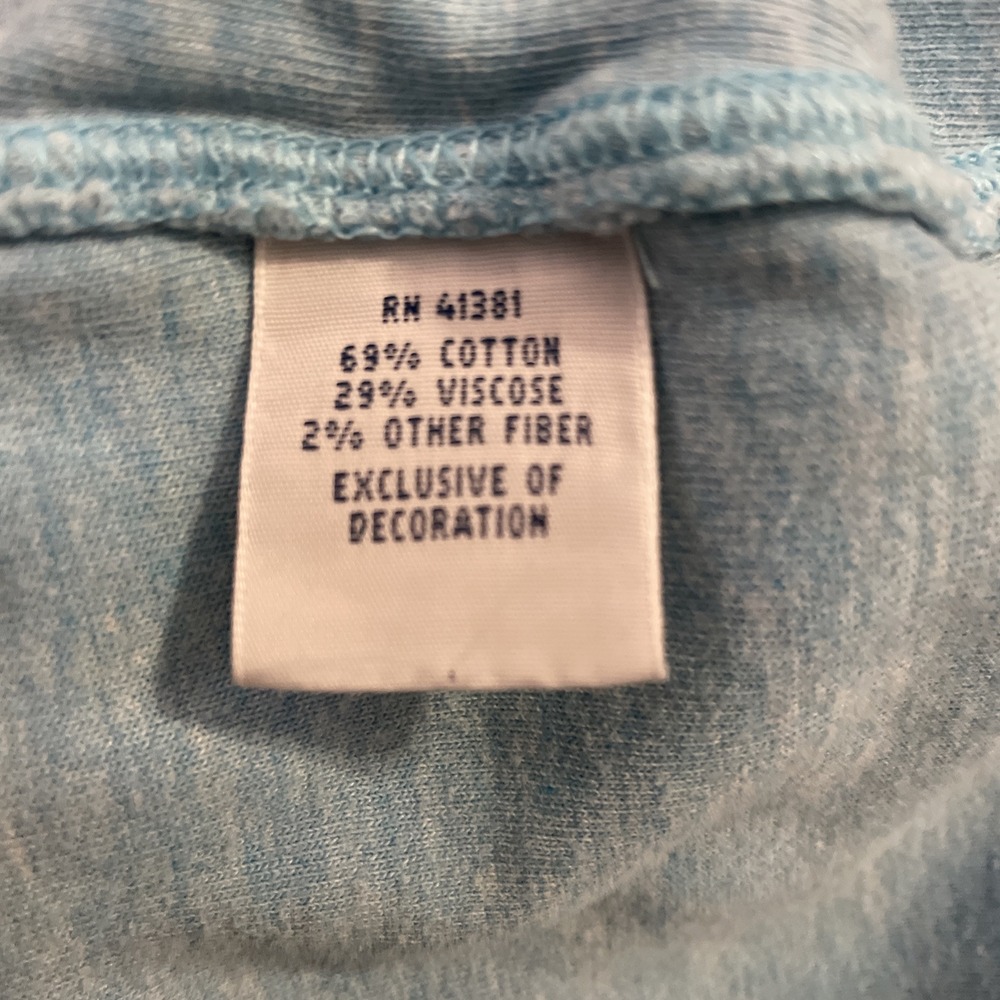 RN 41381
69% COTTON
29% VISCOSE
2% OTHER FIBER
EXCLUSIVE OF
DECORATION